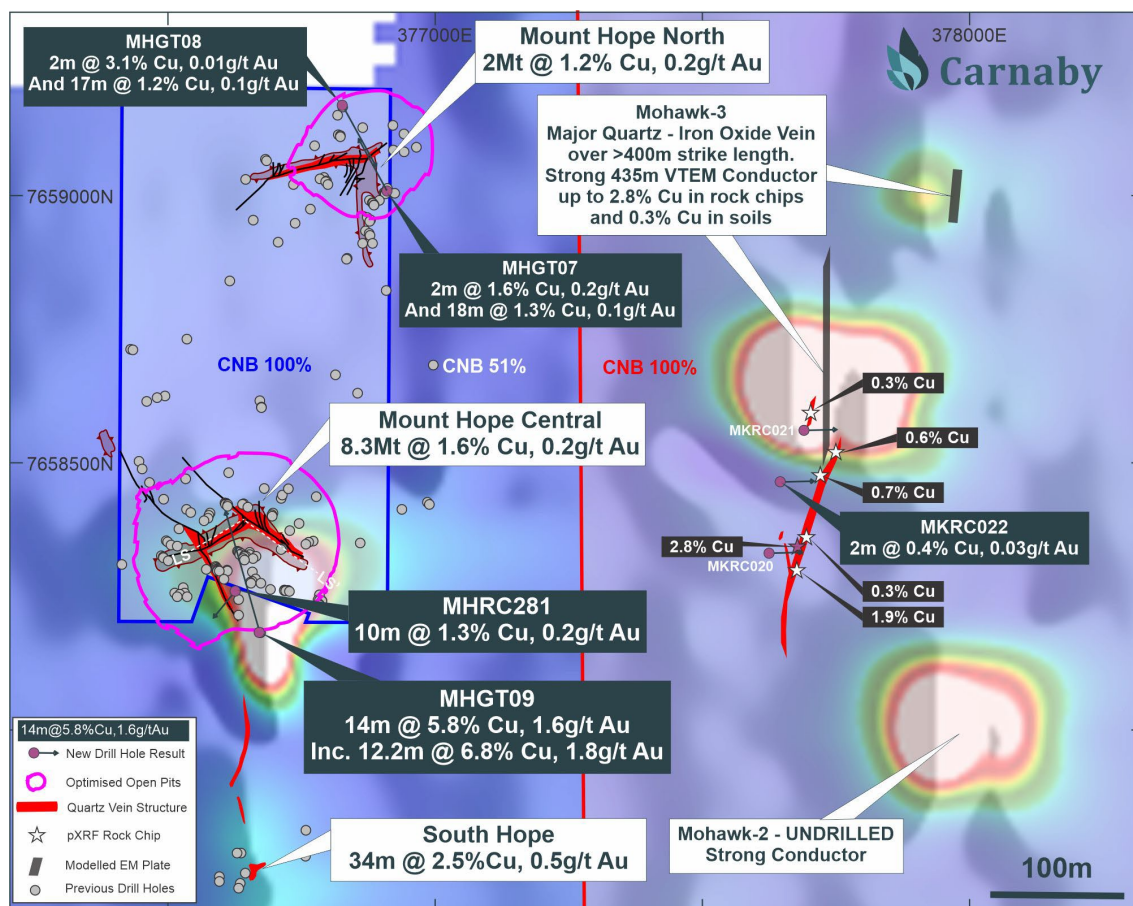 377000E
378000E
7659000N
7658500N
Carnaby
MHGT08
2m @ 3.1% Cu, 0.01g/t Au
And 17m @ 1.2% Cu, 0.1g/t Au
Mount Hope North
2Mt @ 1.2% Cu, 0.2g/t Au
Mohawk-3
Major Quartz - Iron Oxide Vein
over >400m strike length.
Strong 435m VTEM Conductor
up to 2.8% Cu in rock chips
and 0.3% Cu in soils
MHGT07
2m @ 1.6% Cu, 0.2g/t Au
And 18m @ 1.3% Cu, 0.1g/t Au
CNB 100%
CNB 51%
CNB 100%
0.3% Cu
MKRC021
0.6% Cu
0.7% Cu
Mount Hope Central
8.3Mt @ 1.6% Cu, 0.2g/t Au
MKRC022
2m @ 0.4% Cu, 0.03g/t Au
2.8% Cu
MKRC020
0.3% Cu
1.9% Cu
LS
LS'
MHRC281
10m @ 1.3% Cu, 0.2g/t Au
MHGT09
14m @ 5.8% Cu, 1.6g/t Au
Inc. 12.2m @ 6.8% Cu, 1.8g/t Au
South Hope
34m @ 2.5%Cu, 0.5g/t Au
Mohawk-2 - UNDRILLED
Strong Conductor
14m@5.8%Cu,1.6g/tAu
New Drill Hole Result
Optimised Open Pits
Quartz Vein Structure
pXRF Rock Chip
Modelled EM Plate
Previous Drill Holes
100m